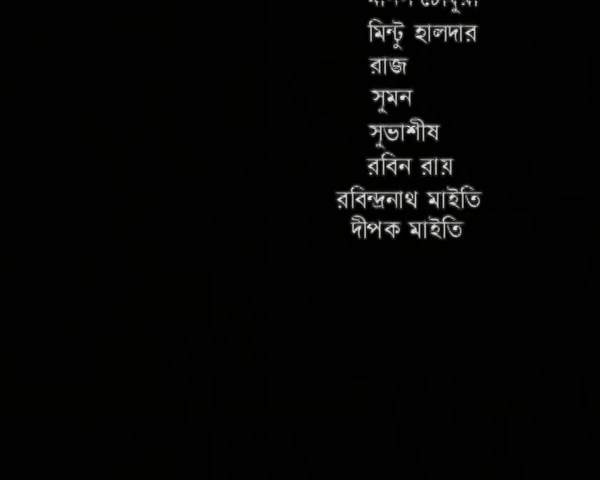 মিন্টু হালদার
রাজ
সুমন
সুভাশীষ
রবিন রায়
রবিন্দ্রনাথ মাইতি
দীপক মাইতি